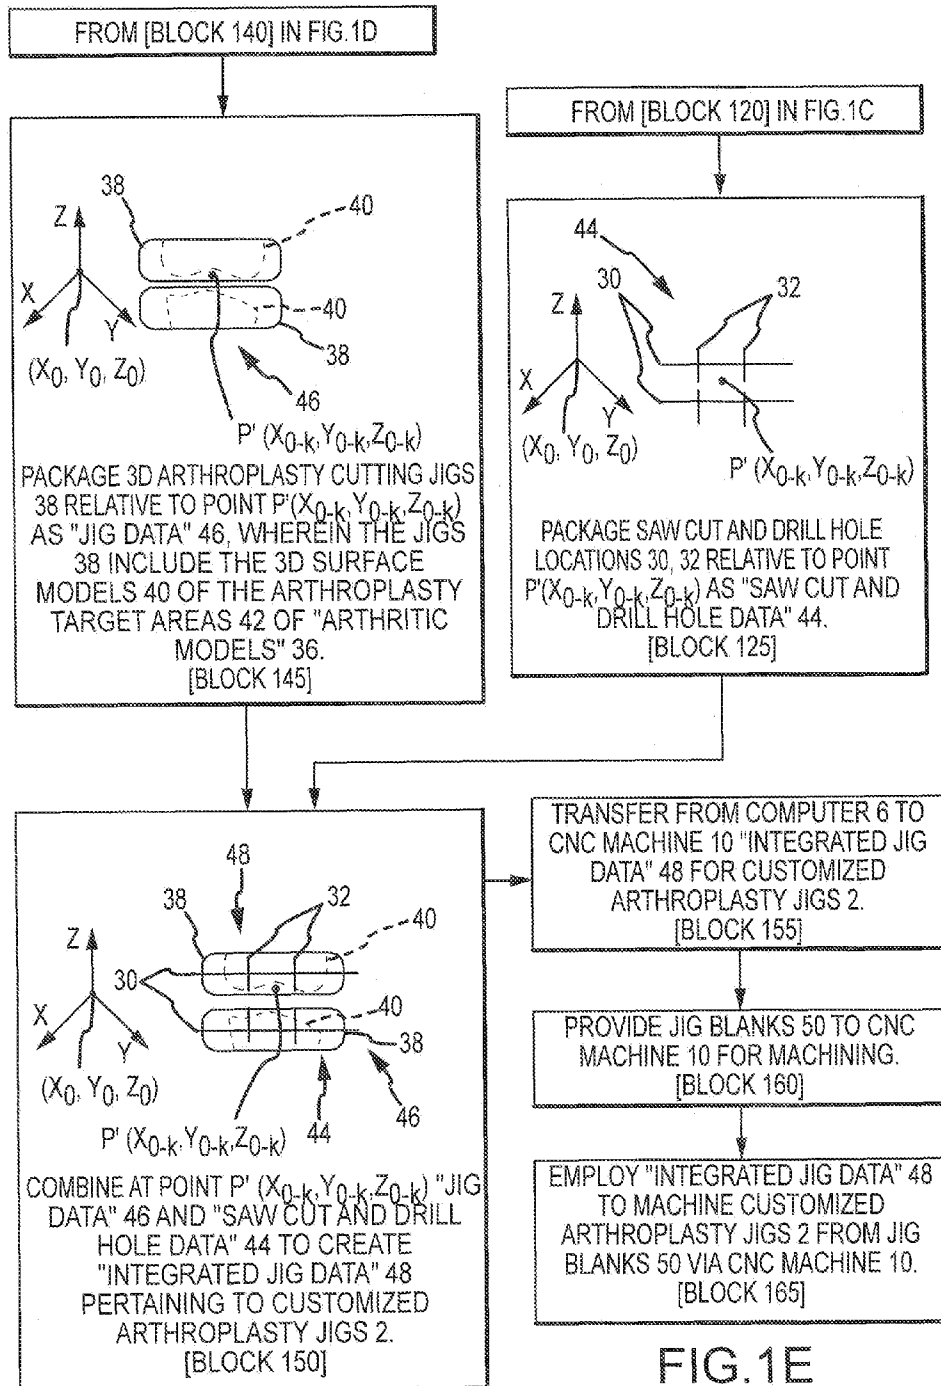 FROM [BLOCK 140] IN FIG.1D
38
40
Z
X
Y
(X0, Y0, Z0)
40
38
46
P' (X0-k,Y0-k,Z0-k)
PACKAGE 3D ARTHROPLASTY CUTTING JIGS
38 RELATIVE TO POINT P'(X0-k,Y0-k,Z0-k)
AS "JIG DATA" 46, WHEREIN THE JIGS
38 INCLUDE THE 3D SURFACE
MODELS 40 OF THE ARTHROPLASTY
TARGET AREAS 42 OF "ARTHRITIC
MODELS" 36.
[BLOCK 145]
FROM [BLOCK 120] IN FIG.1C
44
30
32
Z
X
Y
(X0, Y0, Z0)
P' (X0-k,Y0-k,Z0-k)
PACKAGE SAW CUT AND DRILL HOLE
LOCATIONS 30, 32 RELATIVE TO POINT
P'(X0-k,Y0-k,Z0-k) AS "SAW CUT AND
DRILL HOLE DATA" 44.
[BLOCK 125]
48
38
32
40
Z
30
X
Y
40
38
(X0, Y0, Z0)
46
44
P' (X0-k,Y0-k,Z0-k)
COMBINE AT POINT P' (X0-k,Y0-k,Z0-k) "JIG
DATA" 46 AND "SAW CUT AND DRILL
HOLE DATA" 44 TO CREATE
"INTEGRATED JIG DATA" 48
PERTAINING TO CUSTOMIZED
ARTHROPLASTY JIGS 2.
[BLOCK 150]
TRANSFER FROM COMPUTER 6 TO
CNC MACHINE 10 "INTEGRATED JIG
DATA" 48 FOR CUSTOMIZED
ARTHROPLASTY JIGS 2.
[BLOCK 155]
PROVIDE JIG BLANKS 50 TO CNC
MACHINE 10 FOR MACHINING.
[BLOCK 160]
EMPLOY "INTEGRATED JIG DATA" 48
TO MACHINE CUSTOMIZED
ARTHROPLASTY JIGS 2 FROM JIG
BLANKS 50 VIA CNC MACHINE 10.
[BLOCK 165]
FIG.1E